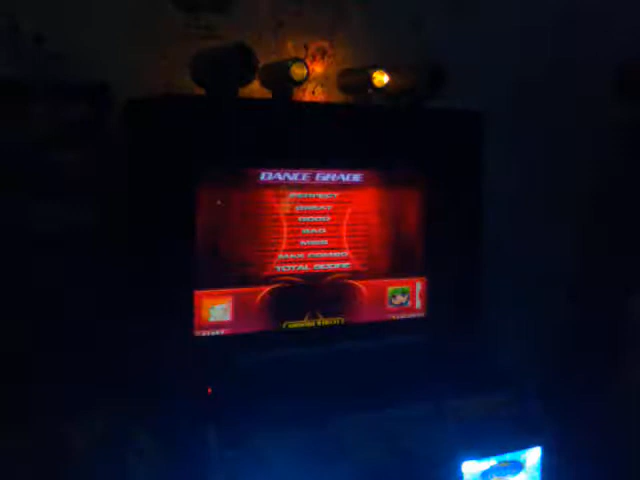 DANCE GRADE
PERFECT
GREAT
GOOD
BAD
MISS
MAX COMBO
TOTAL SCORE